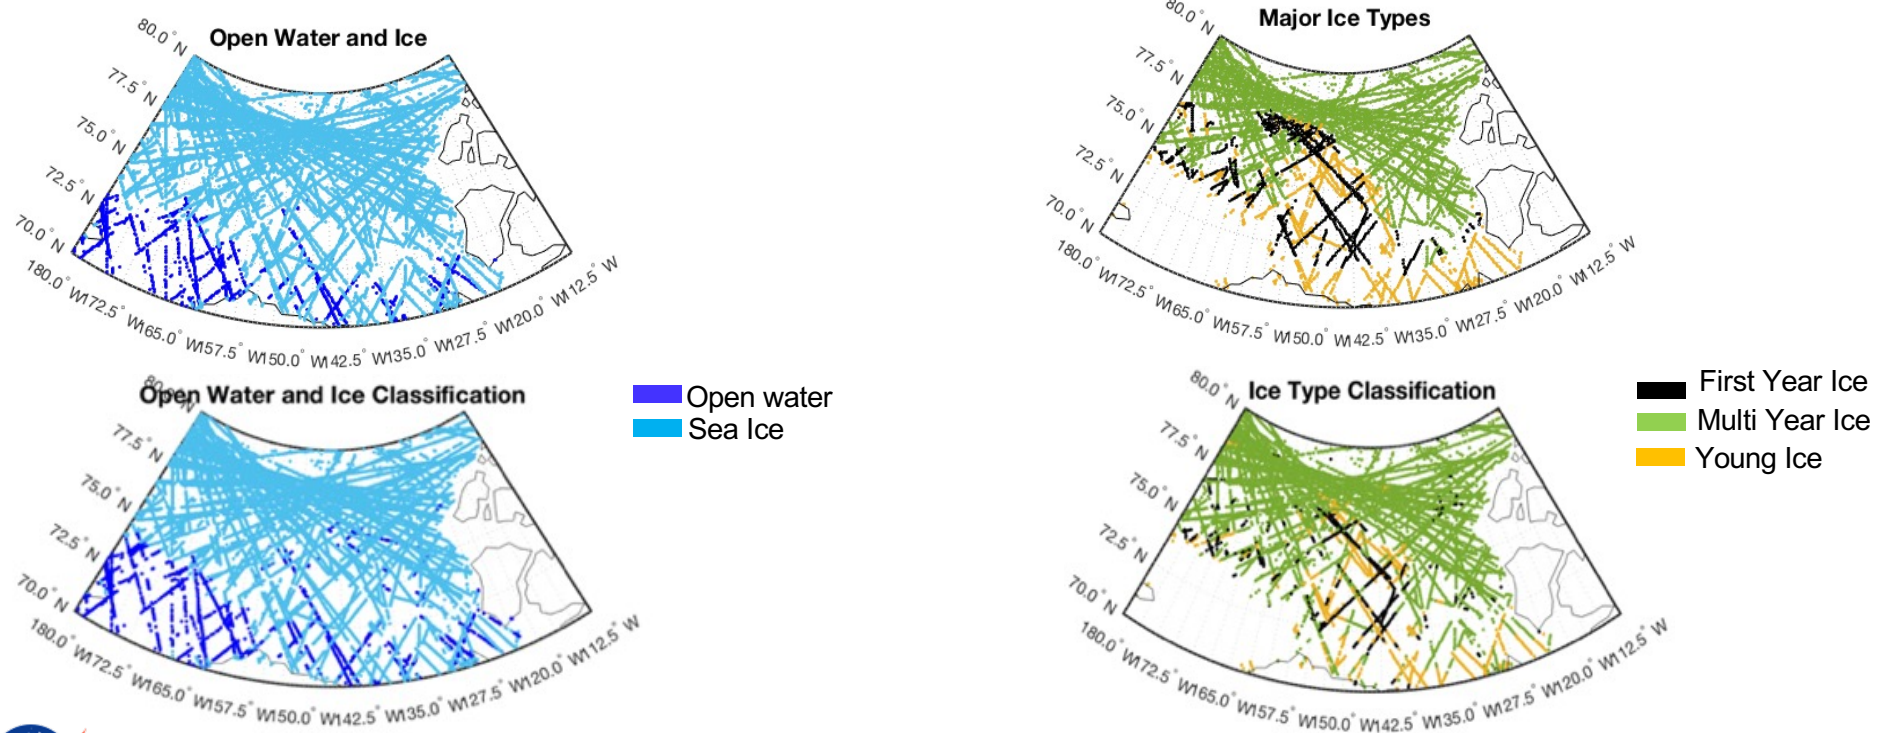 Open Water and Ice
80.0° N
77.5° N
75.0° N
72.5° N
70.0° N
180.0° W172.5° W165.0° W157.5° W150.0° W142.5° W135.0° W127.5° W120.0° W112.5° W
Major Ice Types
80.0° N
77.5° N
75.0° N
72.5° N
70.0° N
180.0° W172.5° W165.0° W157.5° W150.0° W142.5° W135.0° W127.5° W120.0° W112.5° W
Open Water and Ice Classification
80.0° N
77.5° N
75.0° N
72.5° N
70.0° N
180.0° W172.5° W165.0° W157.5° W150.0° W142.5° W135.0° W127.5° W120.0° W112.5° W
Open water
Sea Ice
Ice Type Classification
80.0° N
77.5° N
75.0° N
72.5° N
70.0° N
180.0° W172.5° W165.0° W157.5° W150.0° W142.5° W135.0° W127.5° W120.0° W112.5° W
First Year Ice
Multi Year Ice
Young Ice